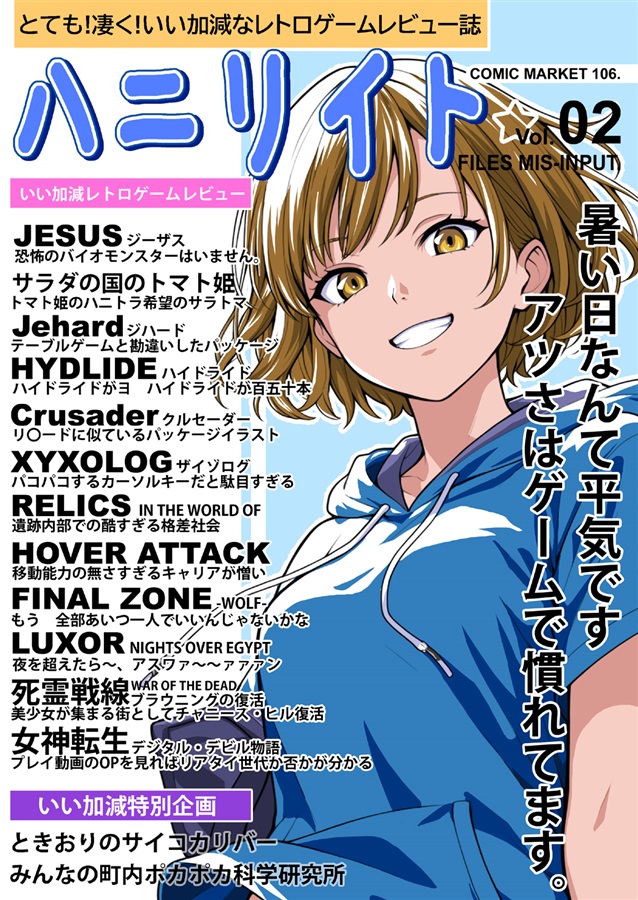 とても!凄く!いい加減なレトロゲームレビュー誌
ハニリイト☆
COMIC MARKET 106.
Vol. 02
FILES MIS-INPUT
いい加減レトロゲームレビュー
JESUS ジーザス
恐怖のバイオモンスターはいません。
サラダの国のトマト姫
トマト姫のハニトラ希望のサラトマ
Jehard ジハード
テーブルゲームと勘違いしたパッケージ
HYDLIDE ハイドライド
ハイドライドがヨ ハイドライドが百五十本
Crusader クルセーダー
リ〇ードに似ているパッケージイラスト
XYXOLOG ザイゾログ
パコパコするカーソルキーだと駄目すぎる
RELICS IN THE WORLD OF
遺跡内部での酷すぎる格差社会
HOVER ATTACK
移動能力の無さすぎるキャリアが憎い
FINAL ZONE -WOLF-
もう 全部あいつ一人でいいんじゃないかな
LUXOR NIGHTS OVER EGYPT
夜を超えたら〜、アスワァ〜〜ァァァン
死霊戦線 WAR OF THE DEAD
ブラウニングの復活
美少女が集まる街としてチャニーズ・ヒル復活
女神転生 デジタル・デビル物語
プレイ動画のOPを見ればリアタイ世代か否かが分かる
いい加減特別企画
ときおりのサイコカリバー
みんなの町内ポカポカ科学研究所
暑い日なんて平気です
アツさはゲームで慣れてます。